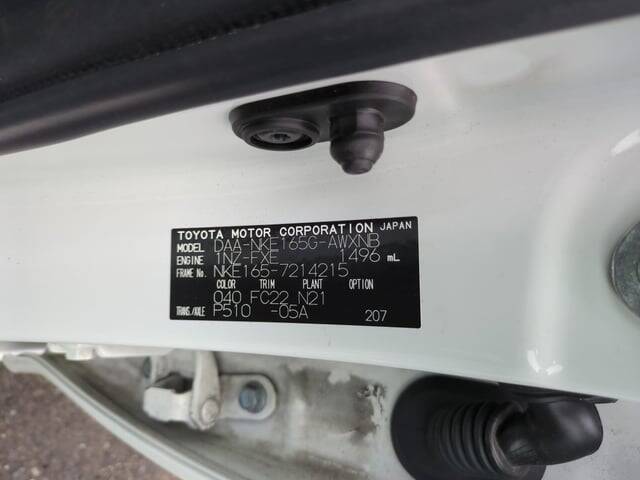 TOYOTA MOTOR CORPORATION JAPAN
MODEL DAA-NKE165G-AWXNB
ENGINE 1NZ-FXE 1496 mL
FRAME No. NKE165-7214215
COLOR TRIM PLANT OPTION
040 FC22 N21
TRANS./AXLE P510 -05A 207